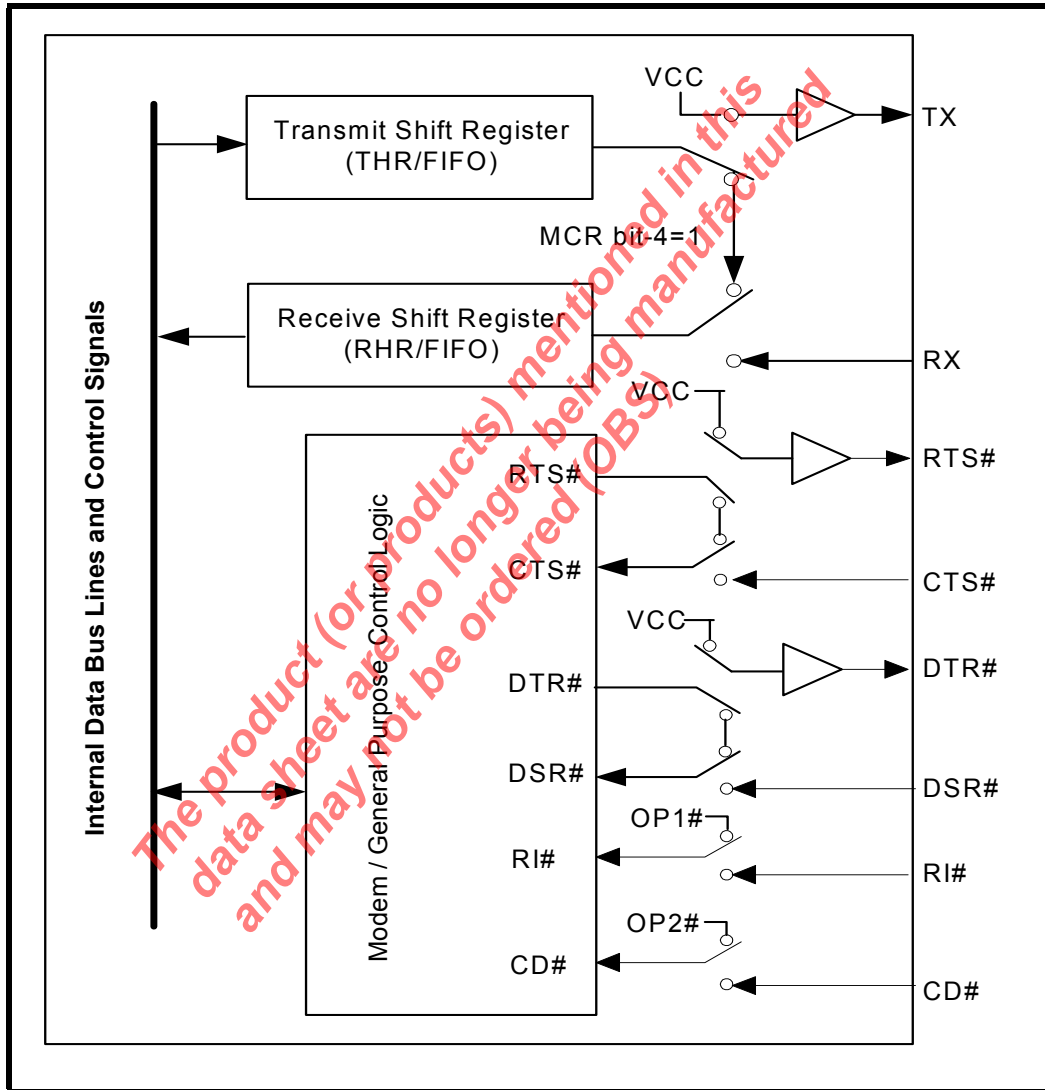 VCC
TX
Transmit Shift Register
(THR/FIFO)
MCR bit-4=1
Receive Shift Register
(RHR/FIFO)
RX
VCC
RTS#
RTS#
CTS#
CTS#
VCC
DTR#
DTR#
DSR#
DSR#
OP1#
RI#
RI#
OP2#
CD#
CD#
Internal Data Bus Lines and Control Signals
Modem / General Purpose Control Logic
The product (or products) mentioned in this
data sheet are no longer being manufactured
and may not be ordered (OBS)